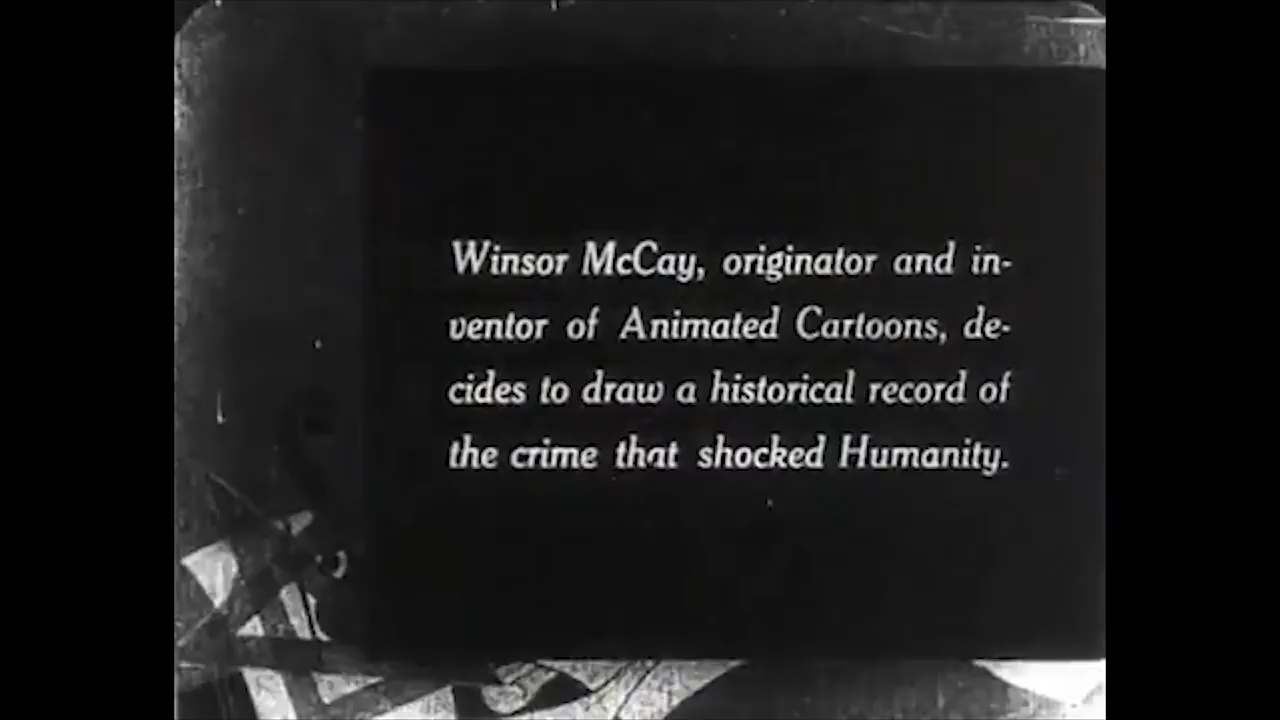 Winsor McCay, originator and in-
ventor of Animated Cartoons, de-
cides to draw a historical record of
the crime that shocked Humanity.